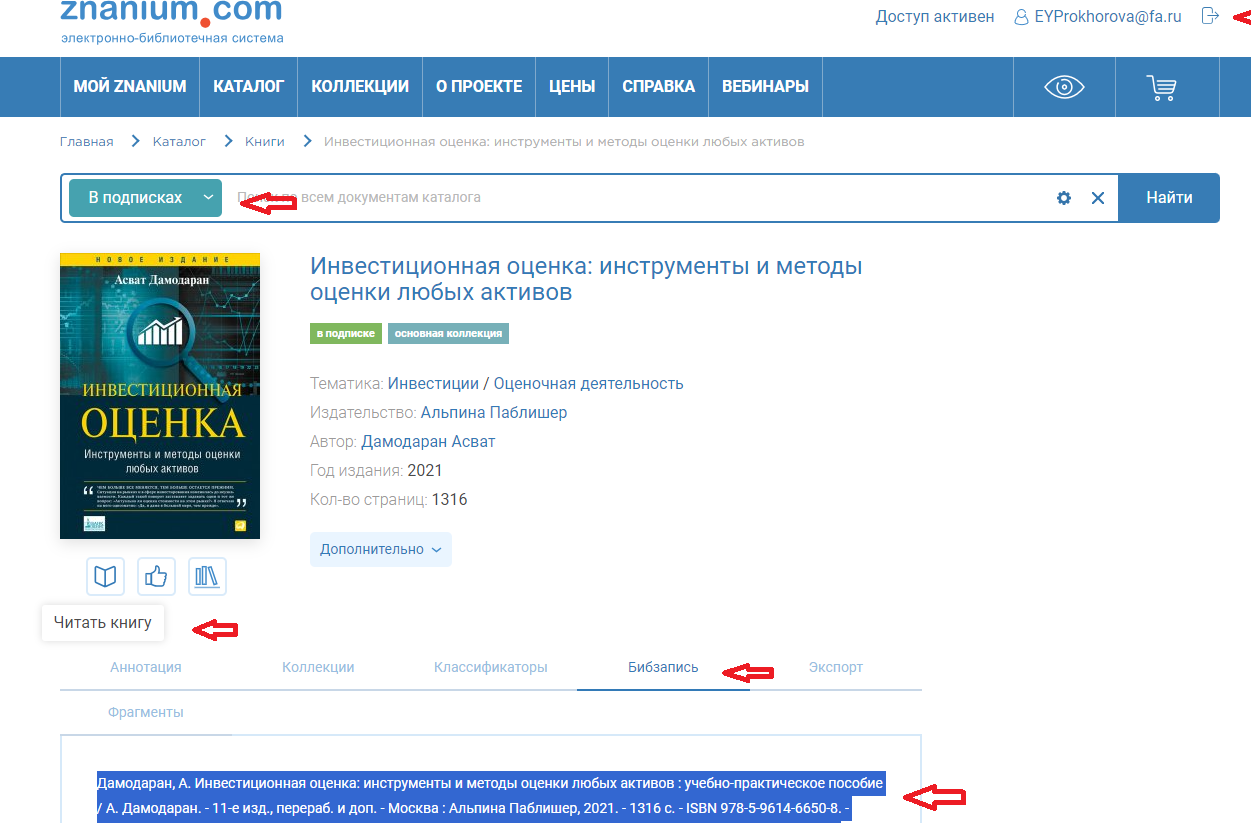 znanium.com
электронно-библиотечная система
Доступ активен EYProkhorova@fa.ru
МОЙ ZNANIUM КАТАЛОГ КОЛЛЕКЦИИ О ПРОЕКТЕ ЦЕНЫ СПРАВКА ВЕБИНАРЫ
Главная Каталог Книги Инвестиционная оценка: инструменты и методы оценки любых активов
В подписках Поиск по всем документам каталога Найти
НОВОЕ ИЗДАНИЕ
Асват Дамодаран
ИНВЕСТИЦИОННАЯ
ОЦЕНКА
Инструменты и методы оценки
любых активов
Инвестиционная оценка: инструменты и методы
оценки любых активов
в подписке основная коллекция
Тематика: Инвестиции / Оценочная деятельность
Издательство: Альпина Паблишер
Автор: Дамодаран Асват
Год издания: 2021
Кол-во страниц: 1316
Дополнительно
Читать книгу
Аннотация Коллекции Классификаторы Бибзапись Экспорт
Фрагменты
Дамодаран, А. Инвестиционная оценка: инструменты и методы оценки любых активов : учебно-практическое пособие
/ А. Дамодаран. - 11-е изд., перераб. и доп. - Москва : Альпина Паблишер, 2021. - 1316 с. - ISBN 978-5-9614-6650-8. -